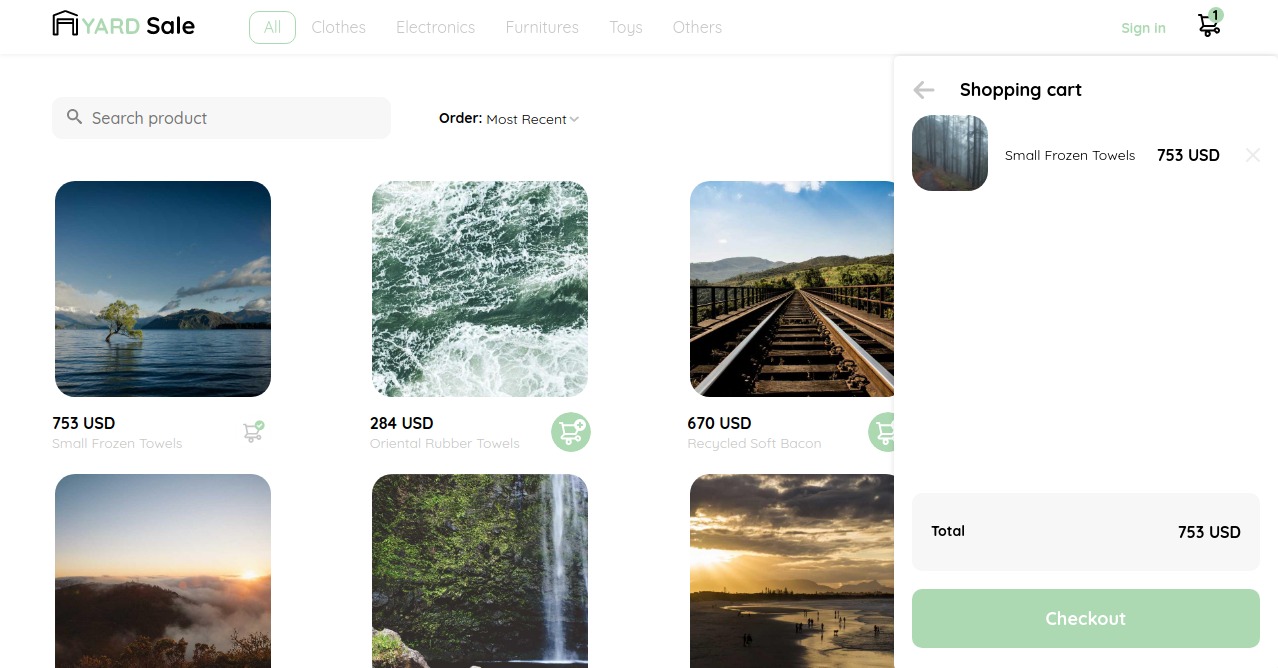 YARD Sale
All Clothes Electronics Furnitures Toys Others
Sign in
1
Search product
Order: Most Recent
753 USD
Small Frozen Towels
284 USD
Oriental Rubber Towels
670 USD
Recycled Soft Bacon
Shopping cart
Small Frozen Towels 753 USD
Total 753 USD
Checkout